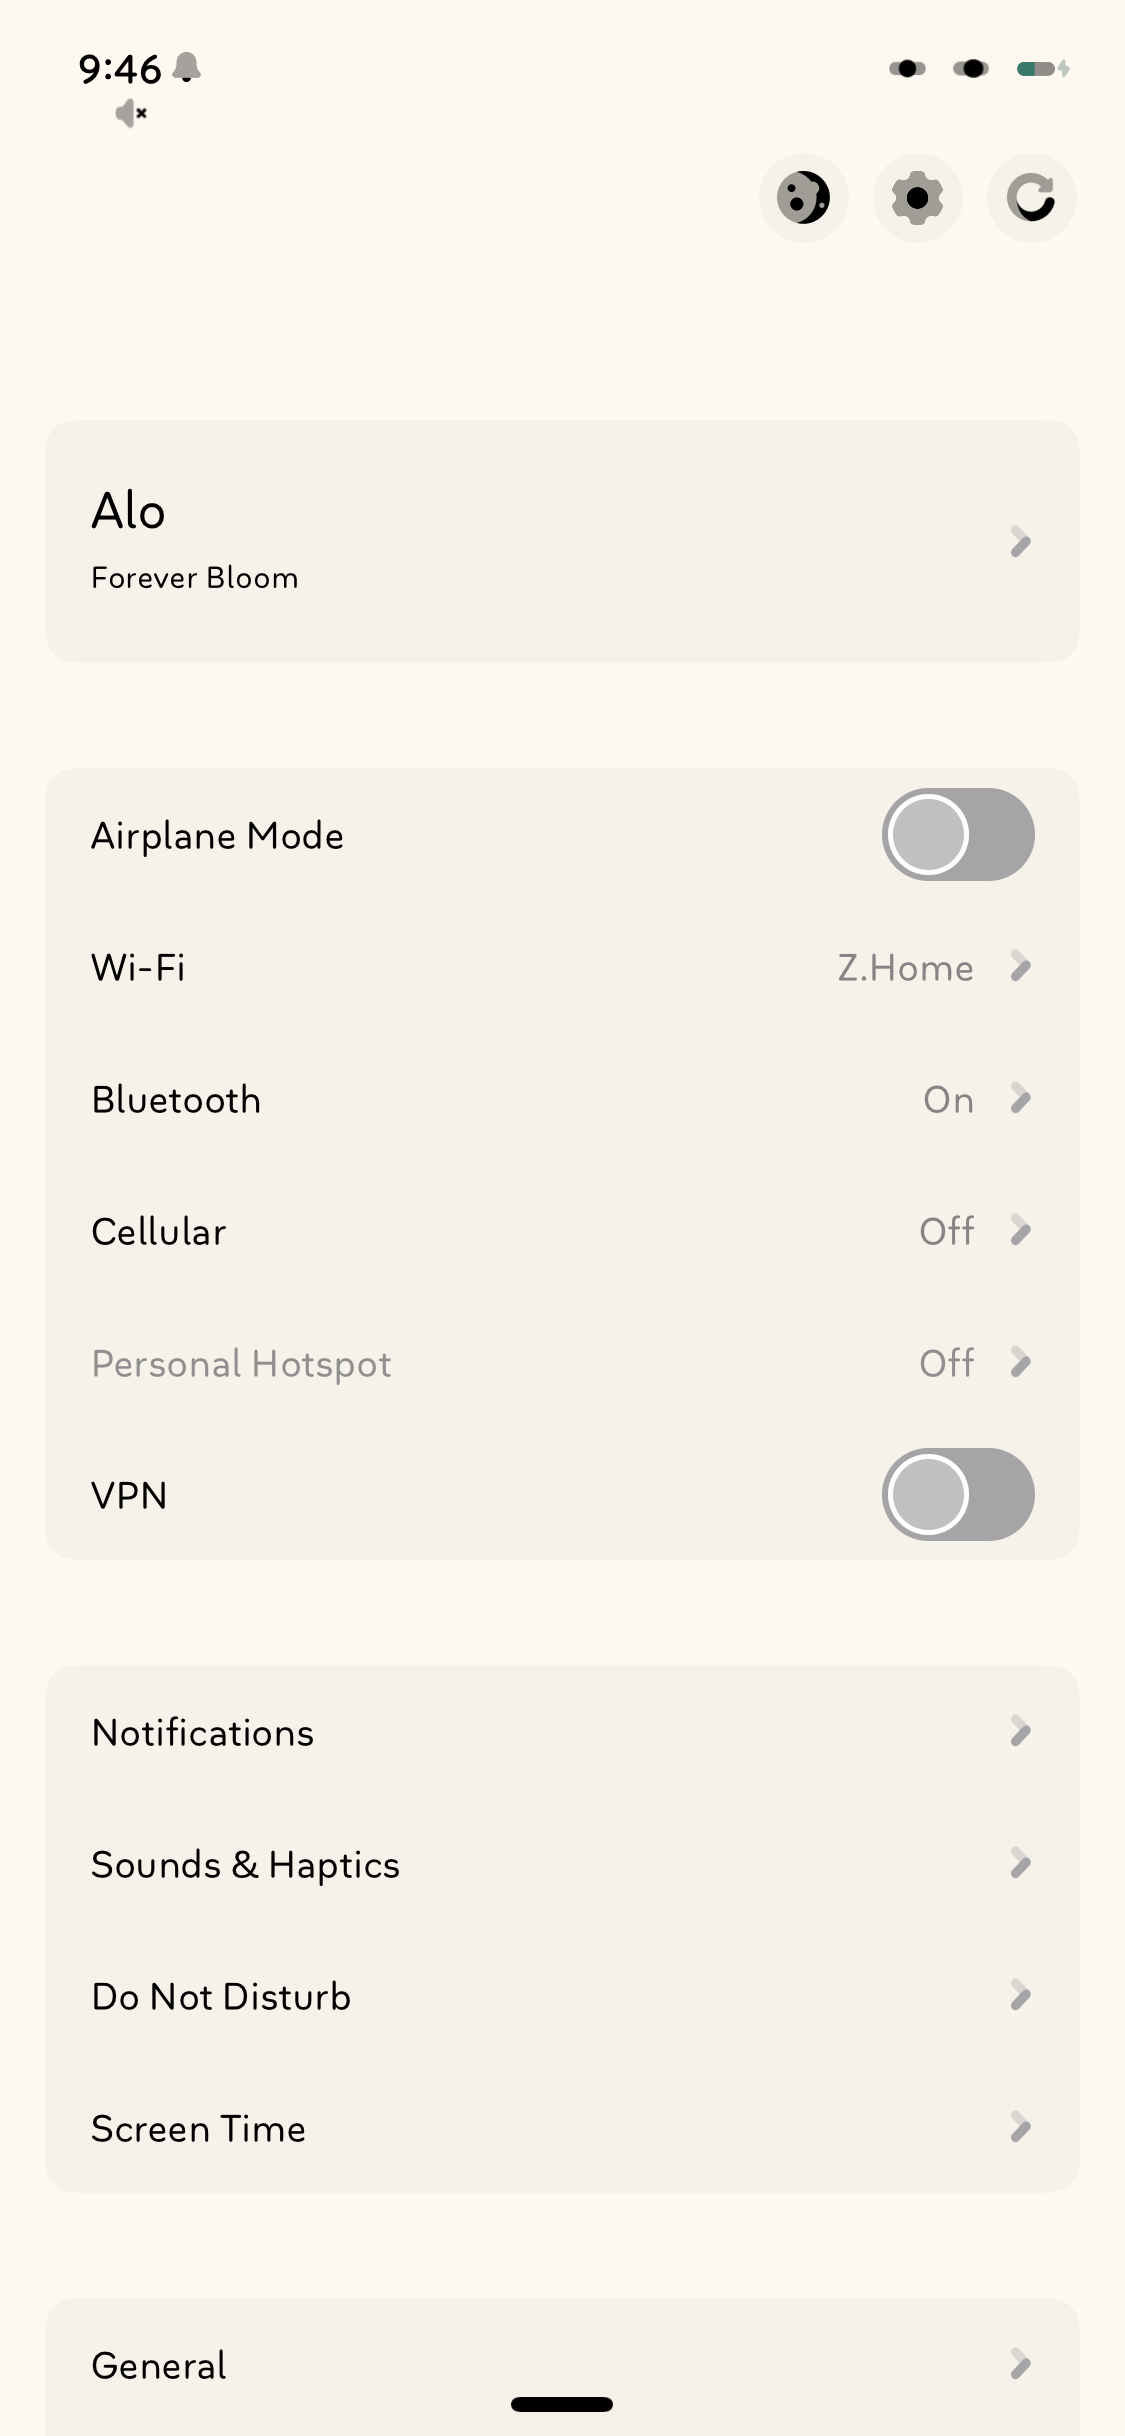 9:46
Alo
Forever Bloom
Airplane Mode
Wi-Fi Z.Home
Bluetooth On
Cellular Off
Personal Hotspot Off
VPN
Notifications
Sounds & Haptics
Do Not Disturb
Screen Time
General